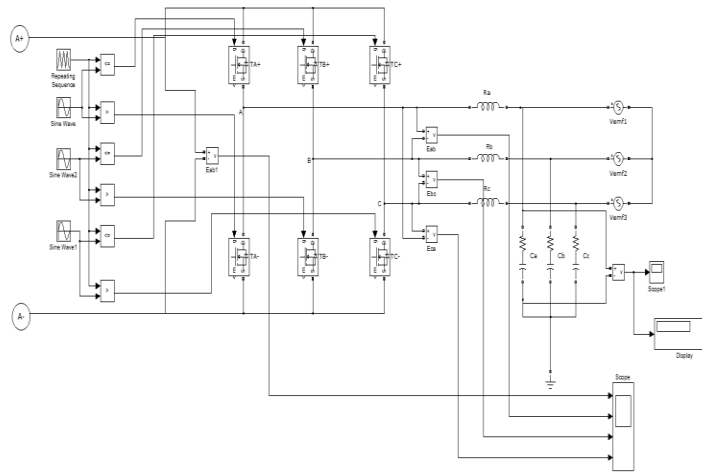 A+
Repeating
Sequence
<=
TA+
TB+
TC+
Sine Wave
>
A
Ra
Vemf1
Eab
Sine Wave2
<=
Eab1
B
Rb
Vemf2
Ebc
>
C
Rc
Vemf3
Sine Wave1
<=
Eca
TA-
TB-
TC-
Ca
Cb
Cc
>
Scope1
A-
Display
Scope